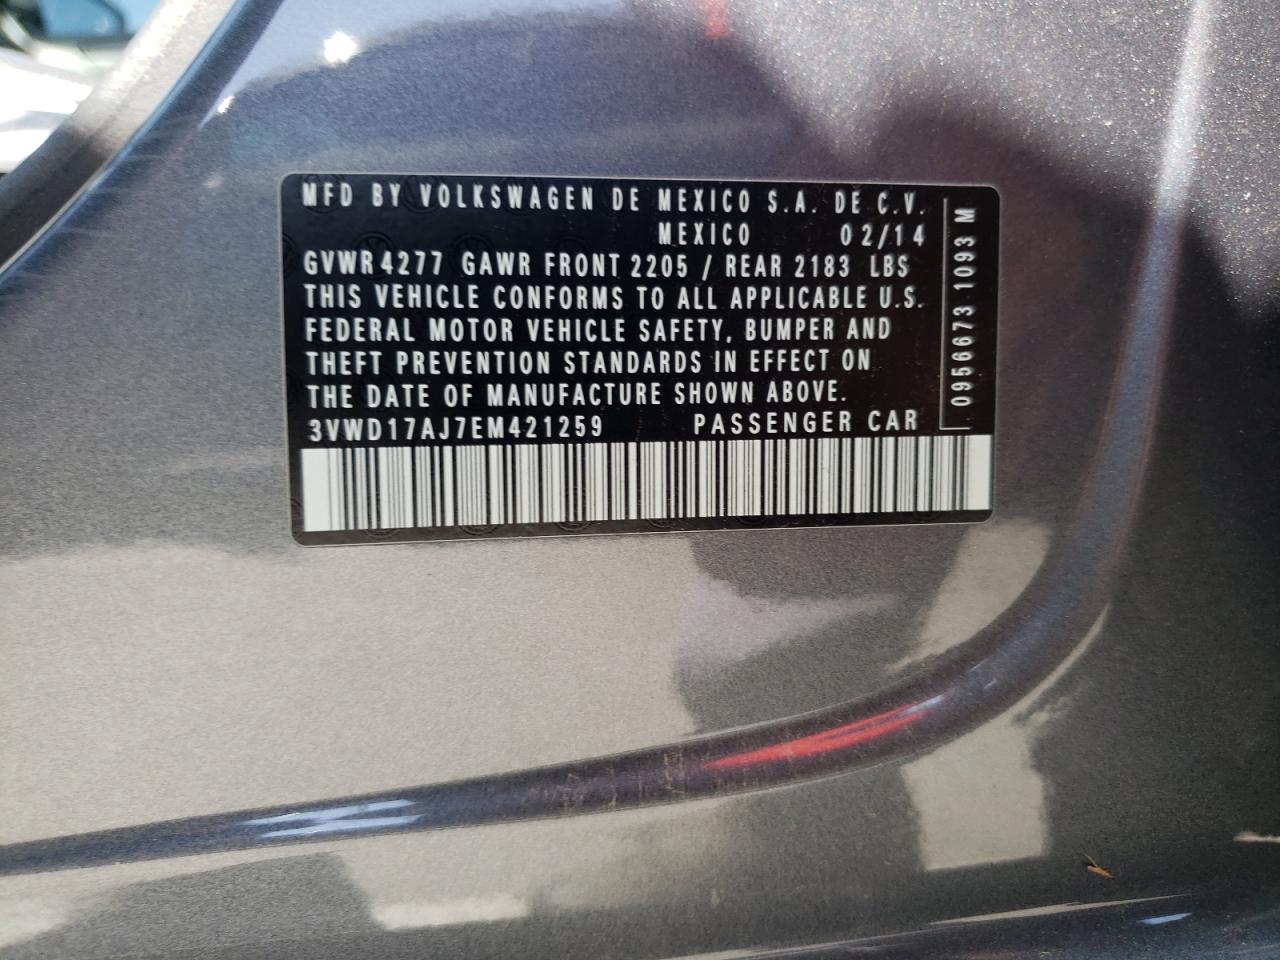 MFD BY VOLKSWAGEN DE MEXICO S.A. DE C.V.
MEXICO 02/14
GVWR 4277 GAWR FRONT 2205 / REAR 2183 LBS
THIS VEHICLE CONFORMS TO ALL APPLICABLE U.S.
FEDERAL MOTOR VEHICLE SAFETY, BUMPER AND
THEFT PREVENTION STANDARDS IN EFFECT ON
THE DATE OF MANUFACTURE SHOWN ABOVE.
3VWD17AJ7EM421259 PASSENGER CAR
0956673 1093 M